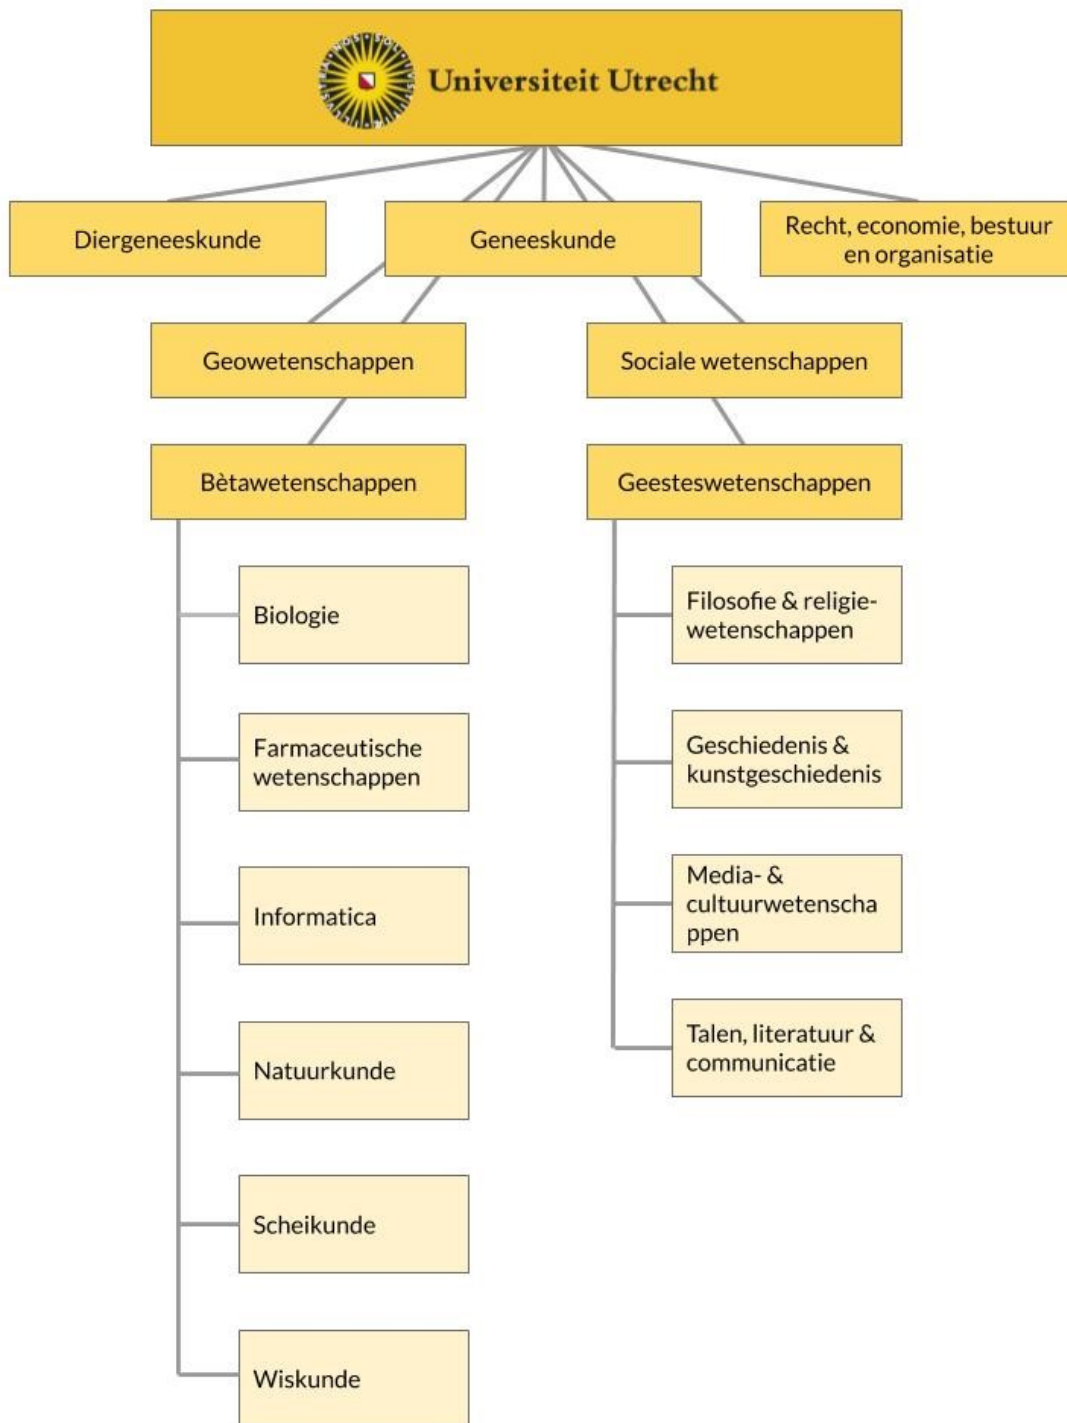 Universiteit Utrecht
Diergeneeskunde
Geneeskunde
Recht, economie, bestuur
en organisatie
Geowetenschappen
Sociale wetenschappen
Bètawetenschappen
Geesteswetenschappen
Biologie
Farmaceutische
wetenschappen
Informatica
Natuurkunde
Scheikunde
Wiskunde
Filosofie & religie-
wetenschappen
Geschiedenis &
kunstgeschiedenis
Media- &
cultuurwetenscha
ppen
Talen, literatuur &
communicatie